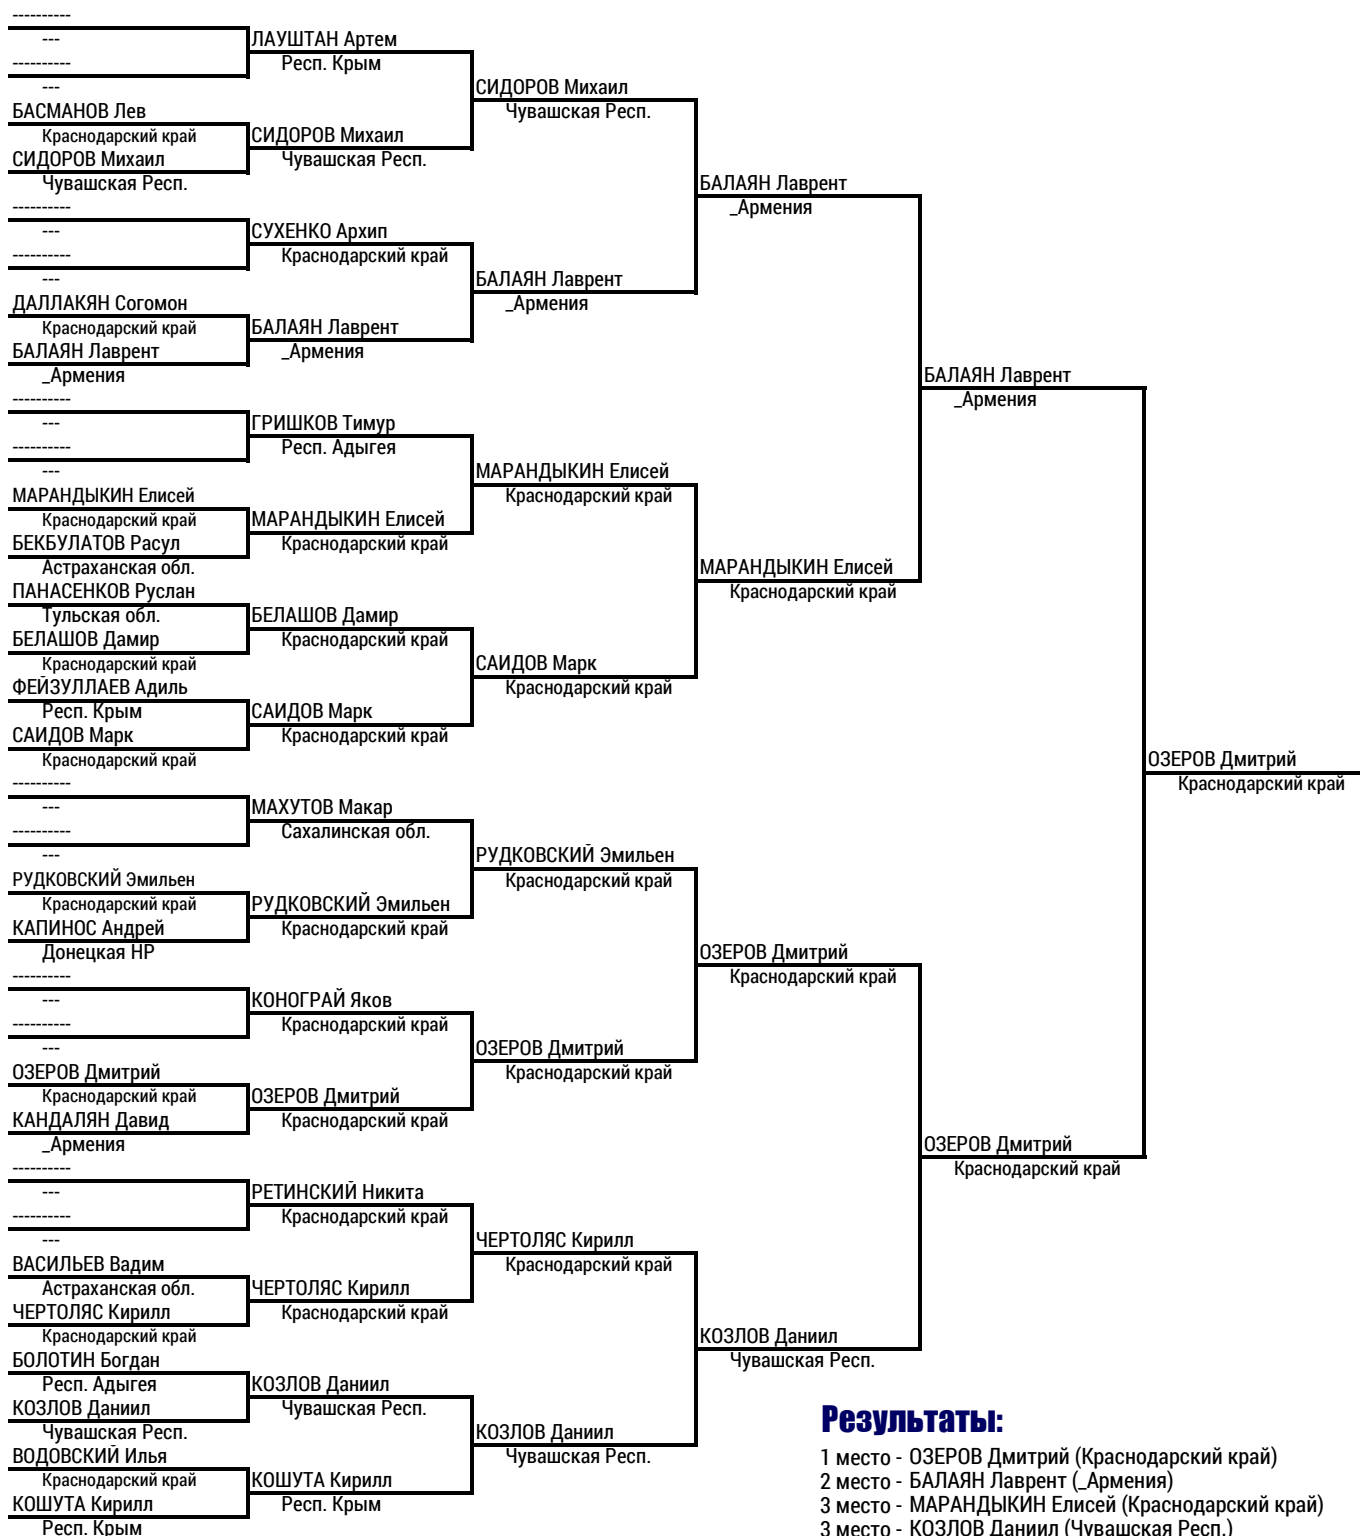 ----------
---
----------
---
БАСМАНОВ Лев
Краснодарский край
СИДОРОВ Михаил
Чувашская Респ.
----------
---
----------
---
ДАЛЛАКЯН Согомон
Краснодарский край
БАЛАЯН Лаврент
_Армения
----------
---
----------
---
МАРАНДЫКИН Елисей
Краснодарский край
БЕКБУЛАТОВ Расул
Астраханская обл.
ПАНАСЕНКОВ Руслан
Тульская обл.
БЕЛАШОВ Дамир
Краснодарский край
ФЕЙЗУЛЛАЕВ Адиль
Респ. Крым
САИДОВ Марк
Краснодарский край
----------
---
----------
---
РУДКОВСКИЙ Эмильен
Краснодарский край
КАПИНОС Андрей
Донецкая НР
----------
---
----------
---
ОЗЕРОВ Дмитрий
Краснодарский край
КАНДАЛЯН Давид
_Армения
----------
---
----------
---
ВАСИЛЬЕВ Вадим
Астраханская обл.
ЧЕРТОЛЯС Кирилл
Краснодарский край
БОЛОТИН Богдан
Респ. Адыгея
КОЗЛОВ Даниил
Чувашская Респ.
ВОДОВСКИЙ Илья
Краснодарский край
КОШУТА Кирилл
Респ. Крым
ЛАУШТАН Артем
Респ. Крым
СИДОРОВ Михаил
Чувашская Респ.
СУХЕНКО Архип
Краснодарский край
БАЛАЯН Лаврент
_Армения
ГРИШКОВ Тимур
Респ. Адыгея
МАРАНДЫКИН Елисей
Краснодарский край
БЕЛАШОВ Дамир
Краснодарский край
САИДОВ Марк
Краснодарский край
МАХУТОВ Макар
Сахалинская обл.
РУДКОВСКИЙ Эмильен
Краснодарский край
КОНОГРАЙ Яков
Краснодарский край
ОЗЕРОВ Дмитрий
Краснодарский край
РЕТИНСКИЙ Никита
Краснодарский край
ЧЕРТОЛЯС Кирилл
Краснодарский край
КОЗЛОВ Даниил
Чувашская Респ.
КОШУТА Кирилл
Респ. Крым
СИДОРОВ Михаил
Чувашская Респ.
БАЛАЯН Лаврент
_Армения
МАРАНДЫКИН Елисей
Краснодарский край
САИДОВ Марк
Краснодарский край
РУДКОВСКИЙ Эмильен
Краснодарский край
ОЗЕРОВ Дмитрий
Краснодарский край
ЧЕРТОЛЯС Кирилл
Краснодарский край
КОЗЛОВ Даниил
Чувашская Респ.
БАЛАЯН Лаврент
_Армения
МАРАНДЫКИН Елисей
Краснодарский край
ОЗЕРОВ Дмитрий
Краснодарский край
КОЗЛОВ Даниил
Чувашская Респ.
БАЛАЯН Лаврент
_Армения
ОЗЕРОВ Дмитрий
Краснодарский край
ОЗЕРОВ Дмитрий
Краснодарский край
Результаты:
1 место - ОЗЕРОВ Дмитрий (Краснодарский край)
2 место - БАЛАЯН Лаврент (_Армения)
3 место - МАРАНДЫКИН Елисей (Краснодарский край)
3 место - КОЗЛОВ Даниил (Чувашская Респ.)